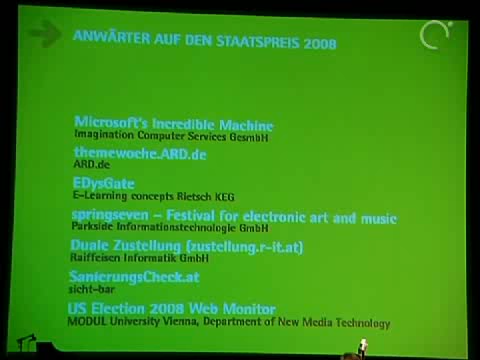 ANWÄRTER AUF DEN STAATSPREIS 2008
Microsoft's Incredible Machine
Imagination Computer Services GesmbH
themewoche.ARD.de
ARD.de
EDysGate
E-Learning concepts Rietsch KEG
springseven – Festival for electronic art and music
Parkside Informationstechnologie GmbH
Duale Zustellung (zustellung.r-it.at)
Raiffeisen Informatik GmbH
SanierungsCheck.at
sicht-bar
US Election 2008 Web Monitor
MODUL University Vienna, Department of New Media Technology